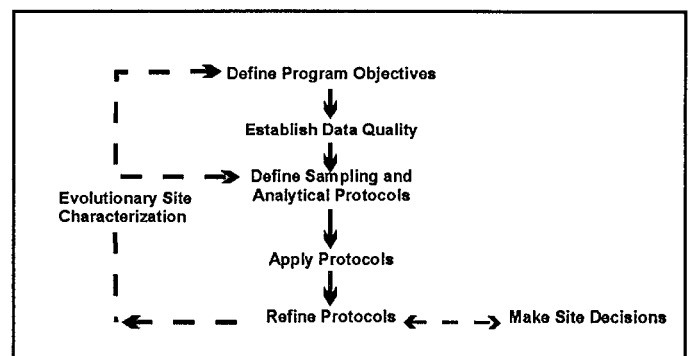 Define Program Objectives
Establish Data Quality
Define Sampling and
Analytical Protocols
Evolutionary Site
Characterization
Apply Protocols
Refine Protocols
Make Site Decisions